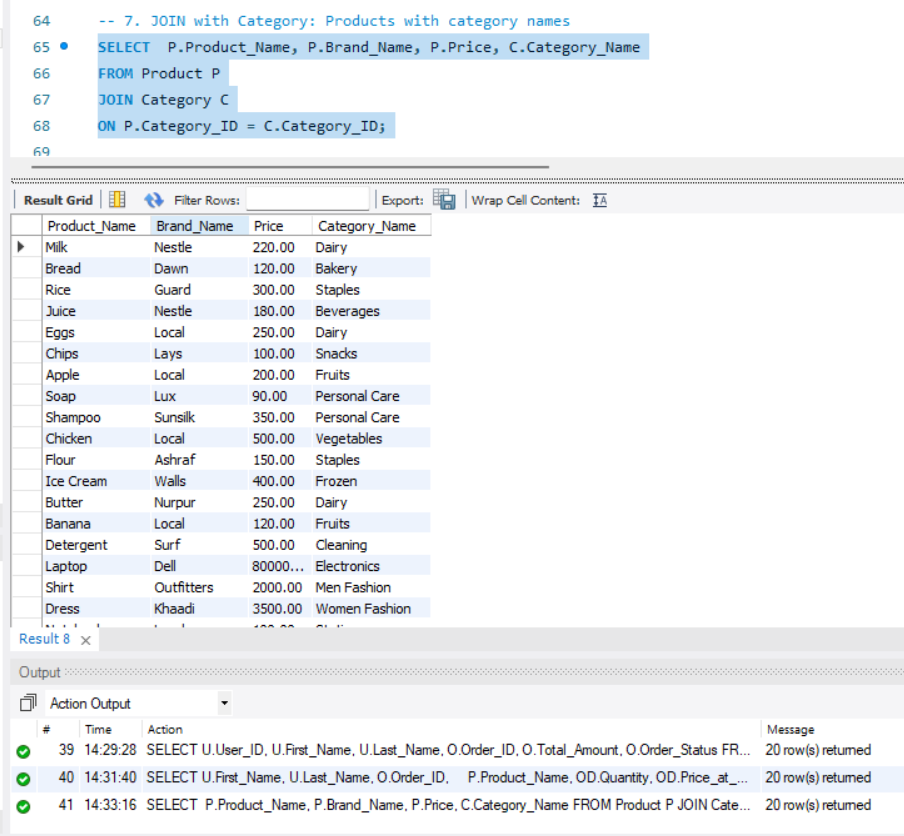 64 -- 7. JOIN with Category: Products with category names
65 SELECT P.Product_Name, P.Brand_Name, P.Price, C.Category_Name
66 FROM Product P
67 JOIN Category C
68 ON P.Category_ID = C.Category_ID;
69
Result Grid Filter Rows: Export: Wrap Cell Content: IA
Product_Name Brand_Name Price Category_Name
Milk Nestle 220.00 Dairy
Bread Dawn 120.00 Bakery
Rice Guard 300.00 Staples
Juice Nestle 180.00 Beverages
Eggs Local 250.00 Dairy
Chips Lays 100.00 Snacks
Apple Local 200.00 Fruits
Soap Lux 90.00 Personal Care
Shampoo Sunsilk 350.00 Personal Care
Chicken Local 500.00 Vegetables
Flour Ashraf 150.00 Staples
Ice Cream Walls 400.00 Frozen
Butter Nurpur 250.00 Dairy
Banana Local 120.00 Fruits
Detergent Surf 500.00 Cleaning
Laptop Dell 80000... Electronics
Shirt Outfitters 2000.00 Men Fashion
Dress Khaadi 3500.00 Women Fashion
Result 8 ×
Output
Action Output
# Time Action Message
39 14:29:28 SELECT U.User_ID, U.First_Name, U.Last_Name, O.Order_ID, O.Total_Amount, O.Order_Status FR... 20 row(s) returned
40 14:31:40 SELECT U.First_Name, U.Last_Name, O.Order_ID, P.Product_Name, OD.Quantity, OD.Price_at_... 20 row(s) returned
41 14:33:16 SELECT P.Product_Name, P.Brand_Name, P.Price, C.Category_Name FROM Product P JOIN Cate... 20 row(s) returned